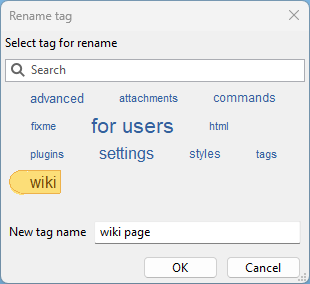 Rename tag
Select tag for rename
Search
advanced attachments commands
fixme for users html
plugins settings styles tags
wiki
New tag name wiki page
OK Cancel